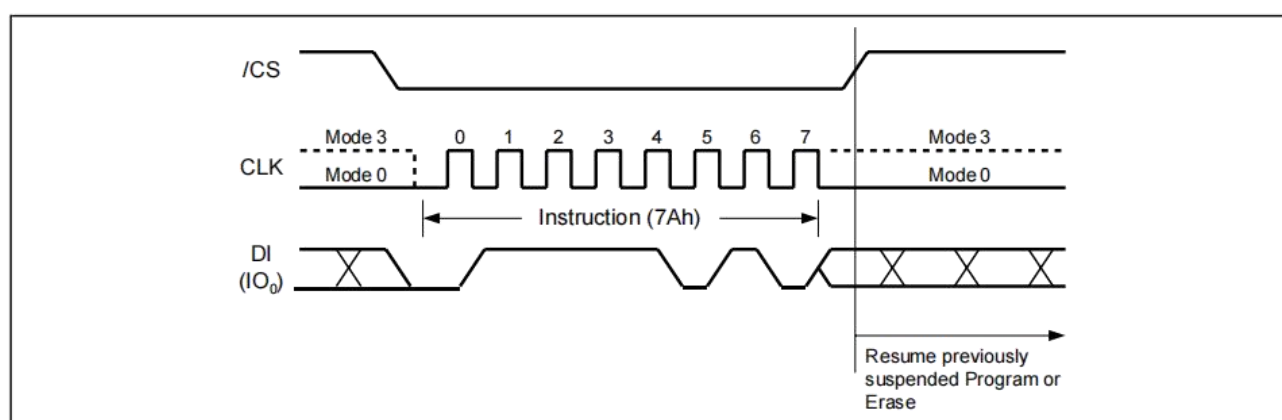 /CS
Mode 3 0 1 2 3 4 5 6 7 Mode 3
CLK
Mode 0 Mode 0
Instruction (7Ah)
DI
(IO₀)
Resume previously
suspended Program or
Erase